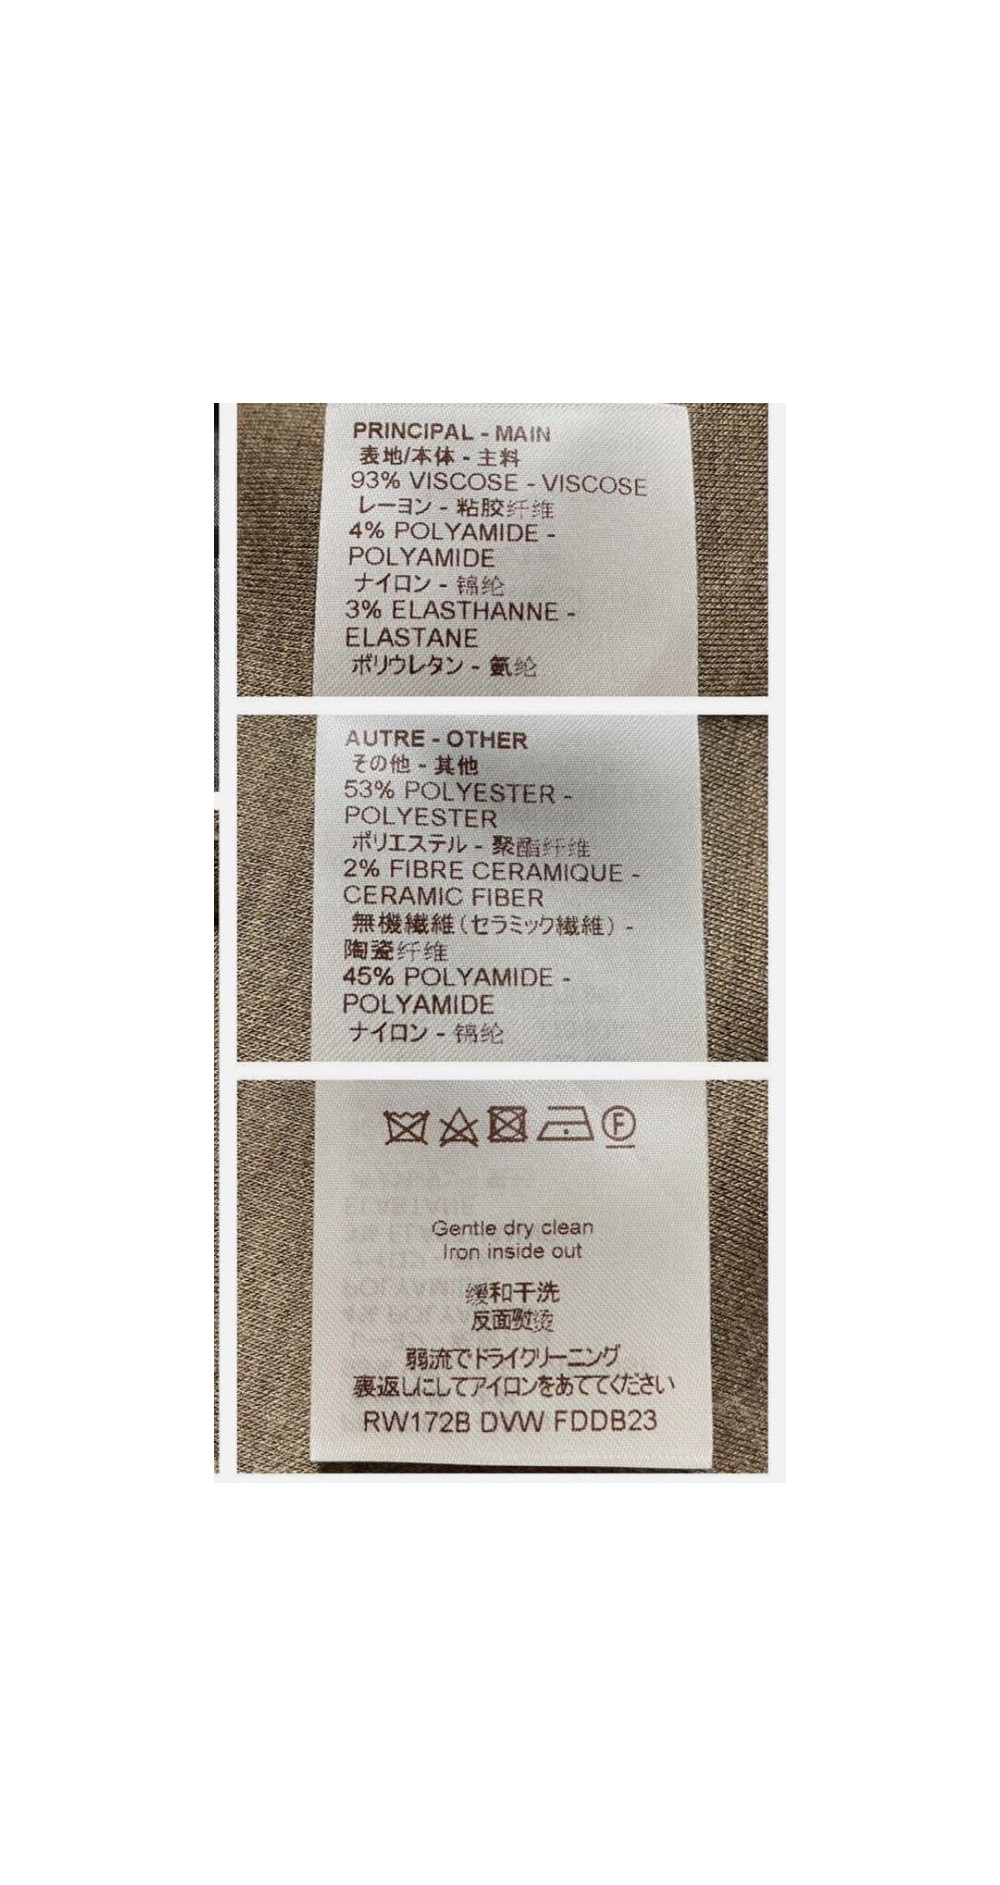 PRINCIPAL - MAIN
表地/本体 - 主料
93% VISCOSE - VISCOSE
レーヨン - 粘胶纤维
4% POLYAMIDE -
POLYAMIDE
ナイロン - 锦纶
3% ELASTHANNE -
ELASTANE
ポリウレタン - 氨纶
AUTRE - OTHER
その他 - 其他
53% POLYESTER -
POLYESTER
ポリエステル - 聚酯纤维
2% FIBRE CERAMIQUE -
CERAMIC FIBER
無機繊維(セラミック繊維) -
陶瓷纤维
45% POLYAMIDE -
POLYAMIDE
ナイロン - 锦纶
F
Gentle dry clean
Iron inside out
缓和干洗
反面熨烫
弱流でドライクリーニング
裏返しにしてアイロンをあててください
RW172B DVW FDDB23